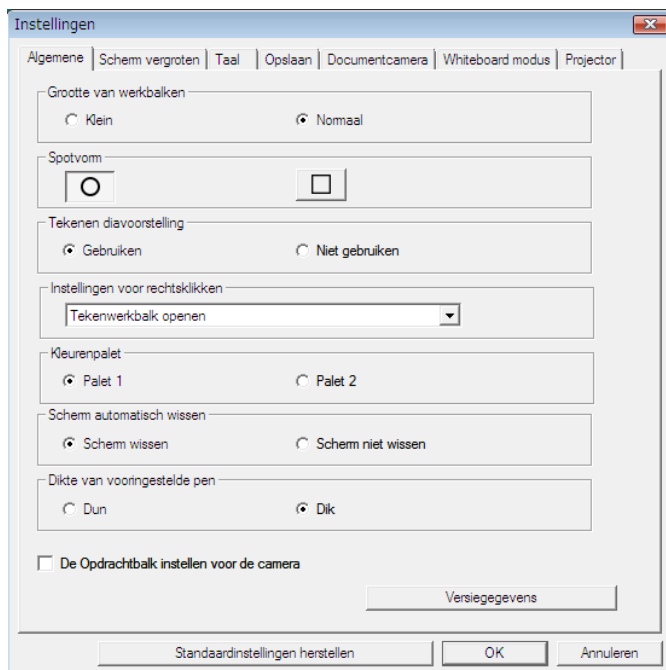 Instellingen
Algemene Scherm vergroten Taal Opslaan Documentcamera Whiteboard modus Projector
Grootte van werkbalken
Klein Normaal
Spotvorm
Tekenen diavoorstelling
Gebruiken Niet gebruiken
Instellingen voor rechtsklikken
Tekenwerkbalk openen
Kleurenpalet
Palet 1 Palet 2
Scherm automatisch wissen
Scherm wissen Scherm niet wissen
Dikte van vooringestelde pen
Dun Dik
De Opdrachtbalk instellen voor de camera
Versiegegevens
Standaardinstellingen herstellen OK Annuleren